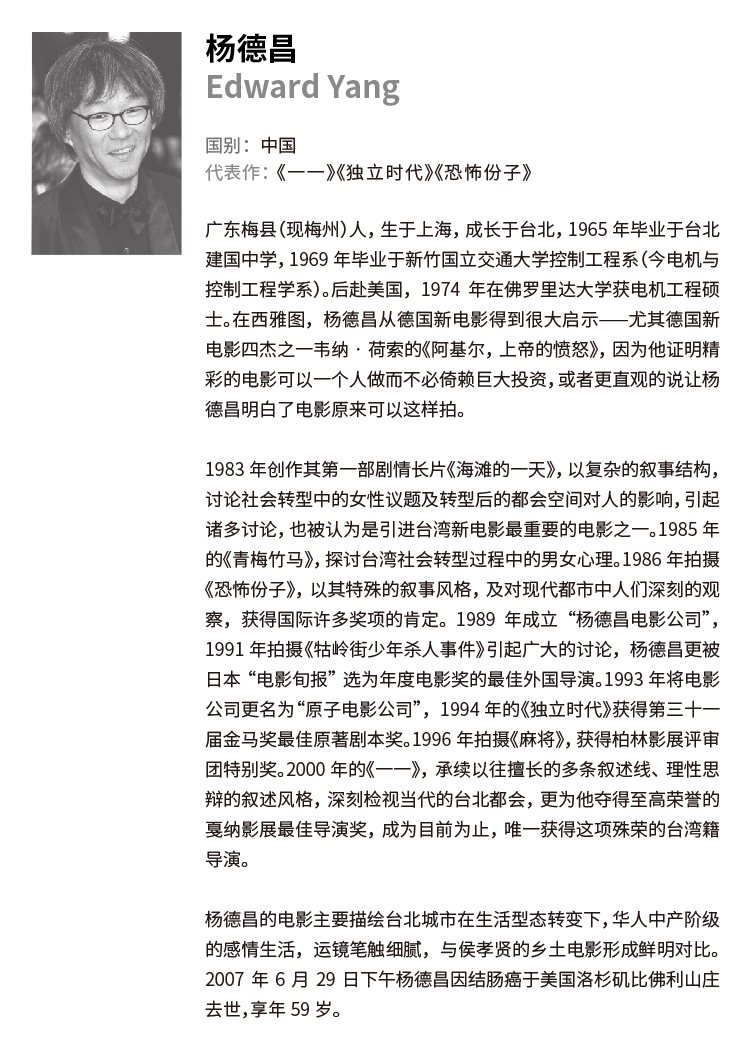 杨德昌
Edward Yang
国别：中国
代表作：《一一》《独立时代》《恐怖份子》
广东梅县（现梅州）人，生于上海，成长于台北，1965 年毕业于台北
建国中学，1969 年毕业于新竹国立交通大学控制工程系（今电机与
控制工程学系）。后赴美国，1974 年在佛罗里达大学获电机工程硕
士。在西雅图，杨德昌从德国新电影得到很大启示——尤其德国新
电影四杰之一韦纳·荷索的《阿基尔，上帝的愤怒》，因为他证明精
彩的电影可以一个人做而不必倚赖巨大投资，或者更直观的说让杨
德昌明白了电影原来可以这样拍。
1983 年创作其第一部剧情长片《海滩的一天》，以复杂的叙事结构，
讨论社会转型中的女性议题及转型后的都会空间对人的影响，引起
诸多讨论，也被认为是引进台湾新电影最重要的电影之一。1985 年
的《青梅竹马》，探讨台湾社会转型过程中的男女心理。1986 年拍摄
《恐怖份子》，以其特殊的叙事风格，及对现代都市中人们深刻的观
察，获得国际许多奖项的肯定。1989 年成立“杨德昌电影公司”，
1991 年拍摄《牯岭街少年杀人事件》引起广大的讨论，杨德昌更被
日本“电影旬报”选为年度电影奖的最佳外国导演。1993 年将电影
公司更名为“原子电影公司”，1994 年的《独立时代》获得第三十一
届金马奖最佳原著剧本奖。1996 年拍摄《麻将》，获得柏林影展评审
团特别奖。2000 年的《一一》，承续以往擅长的多条叙述线、理性思
辩的叙述风格，深刻检视当代的台北都会，更为他夺得至高荣誉的
戛纳影展最佳导演奖，成为目前为止，唯一获得这项殊荣的台湾籍
导演。
杨德昌的电影主要描绘台北城市在生活型态转变下，华人中产阶级
的感情生活，运镜笔触细腻，与侯孝贤的乡土电影形成鲜明对比。
2007 年 6 月 29 日下午杨德昌因结肠癌于美国洛杉矶比佛利山庄
去世，享年 59 岁。